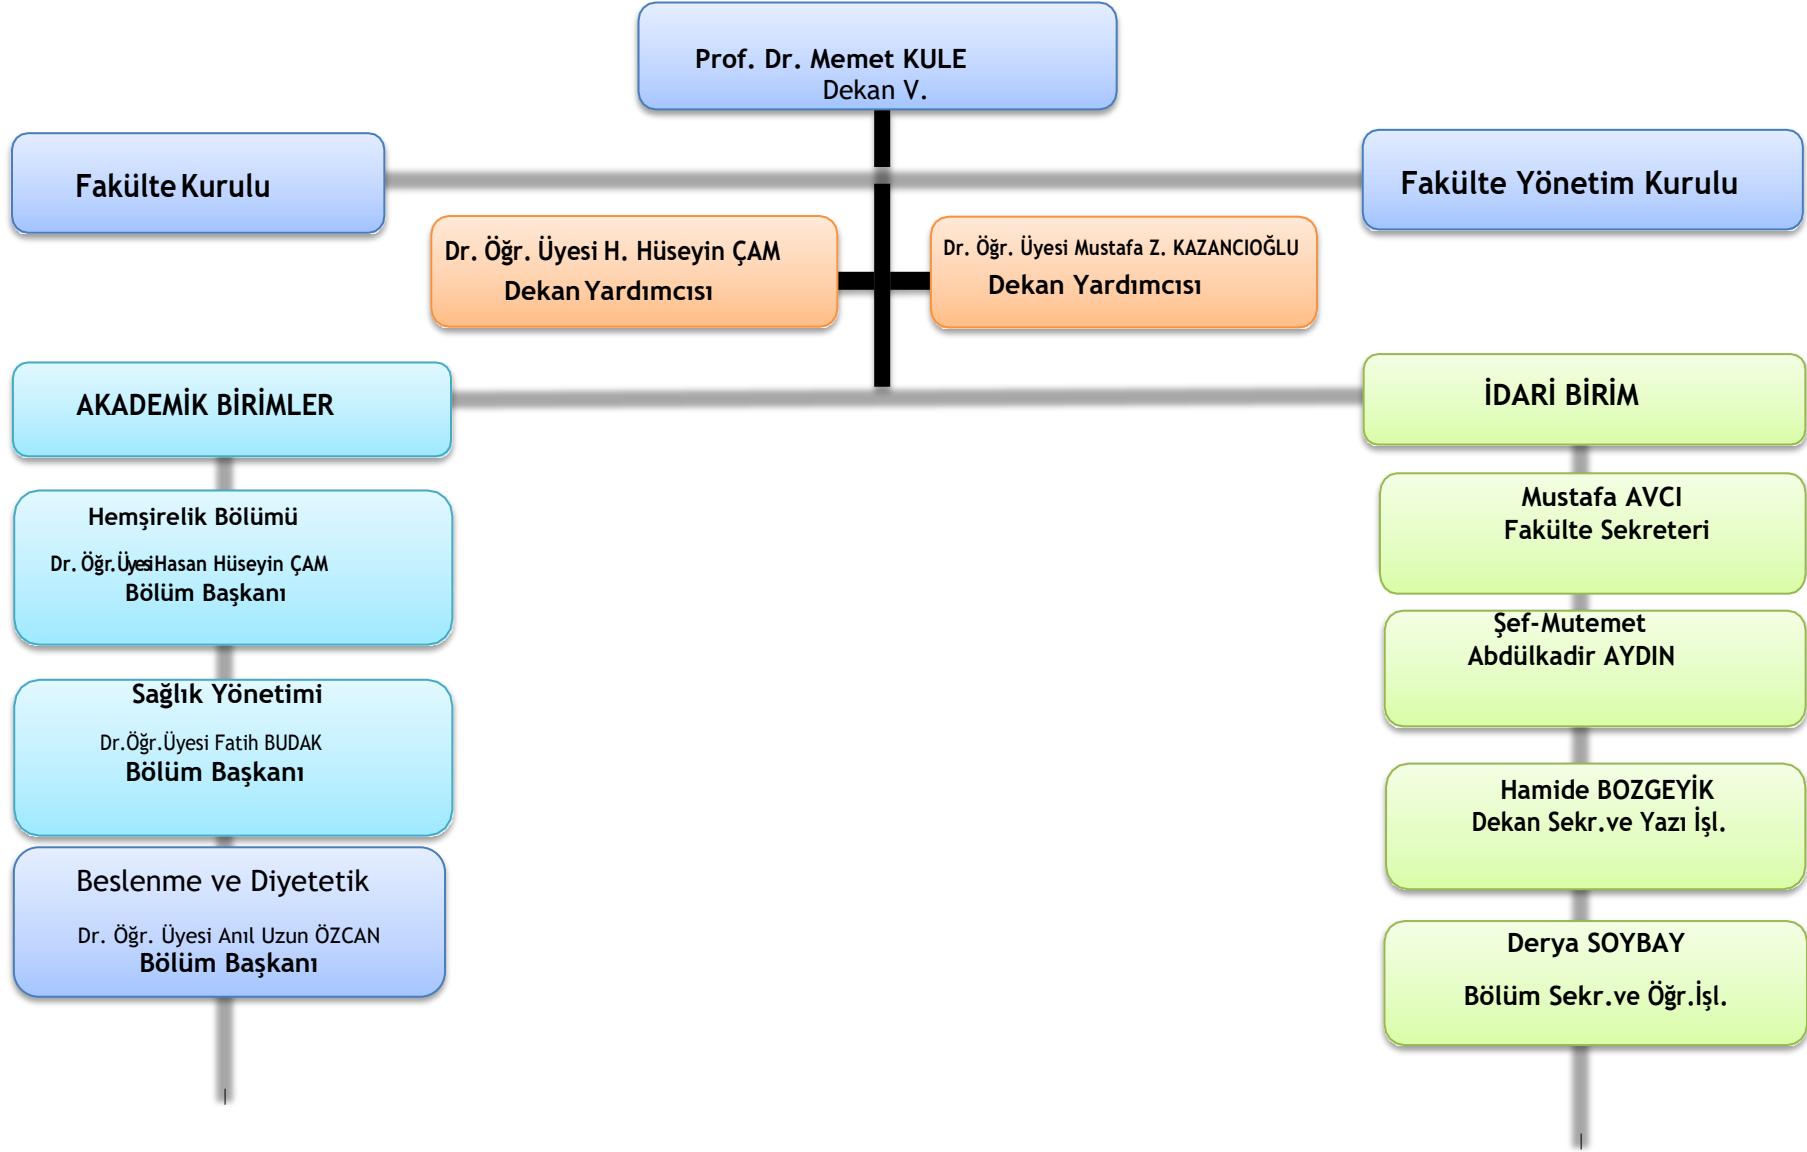 Prof. Dr. Memet KULE
Dekan V.
Fakülte Kurulu
Fakülte Yönetim Kurulu
Dr. Öğr. Üyesi H. Hüseyin ÇAM
Dekan Yardımcısı
Dr. Öğr. Üyesi Mustafa Z. KAZANCIOĞLU
Dekan Yardımcısı
AKADEMİK BİRİMLER
Hemşirelik Bölümü
Dr. Öğr.Üyesi Hasan Hüseyin ÇAM
Bölüm Başkanı
Sağlık Yönetimi
Dr.Öğr.Üyesi Fatih BUDAK
Bölüm Başkanı
Beslenme ve Diyetetik
Dr. Öğr. Üyesi Anıl Uzun ÖZCAN
Bölüm Başkanı
İDARİ BİRİM
Mustafa AVCI
Fakülte Sekreteri
Şef-Mutemet
Abdülkadir AYDIN
Hamide BOZGEYİK
Dekan Sekr.ve Yazı İşl.
Derya SOYBAY
Bölüm Sekr.ve Öğr.İşl.